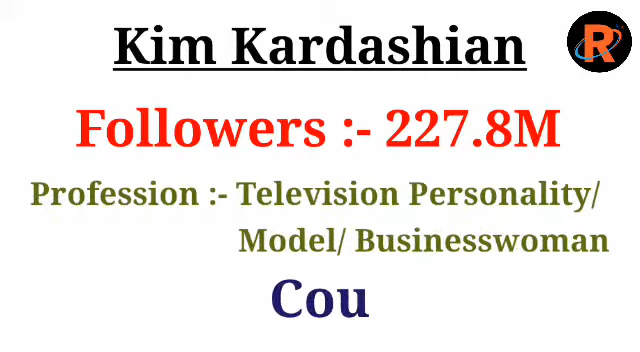 Kim Kardashian
R
Followers :- 227.8M
Profession :- Television Personality/
Model/ Businesswoman
Cou